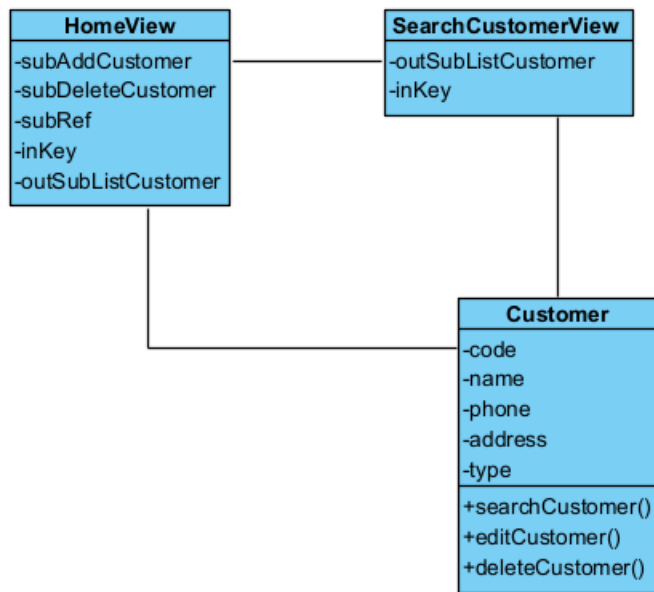 HomeView
-subAddCustomer
-subDeleteCustomer
-subRef
-inKey
-outSubListCustomer
SearchCustomerView
-outSubListCustomer
-inKey
Customer
-code
-name
-phone
-address
-type
+searchCustomer()
+editCustomer()
+deleteCustomer()